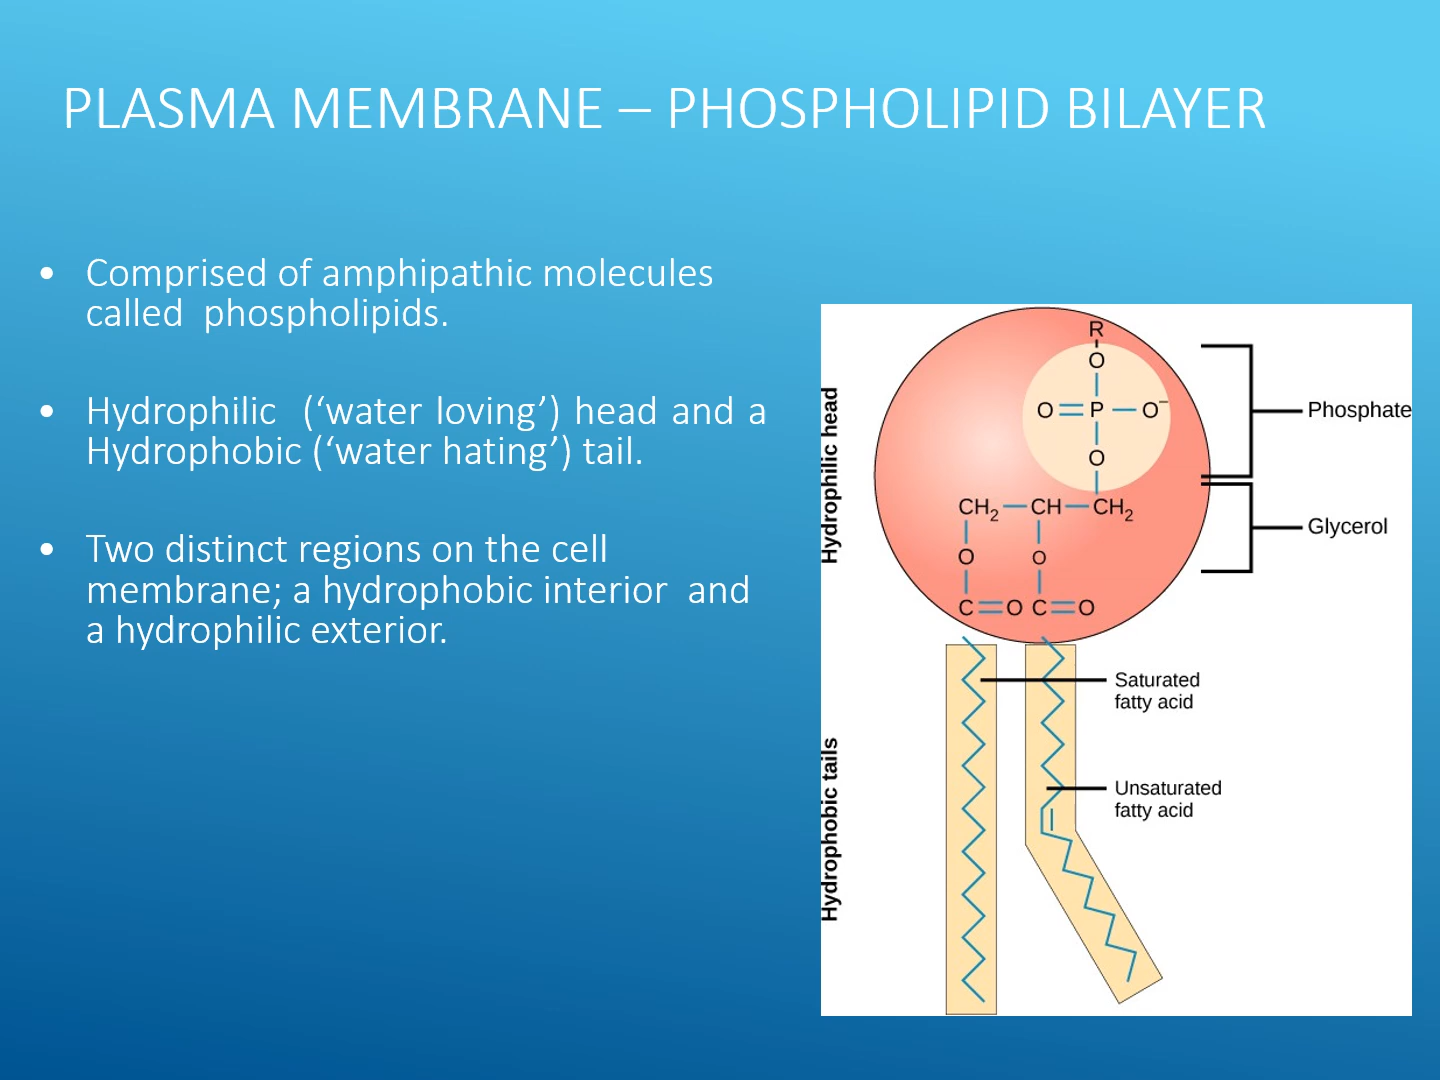 PLASMA MEMBRANE – PHOSPHOLIPID BILAYER
• Comprised of amphipathic molecules
called phospholipids.
• Hydrophilic (‘water loving’) head and a
Hydrophobic (‘water hating’) tail.
• Two distinct regions on the cell
membrane; a hydrophobic interior and
a hydrophilic exterior.
Hydrophilic head
R
O
O P O⁻
O
CH₂ CH CH₂
O O
C O C O
Phosphate
Glycerol
Hydrophobic tails
Saturated
fatty acid
Unsaturated
fatty acid